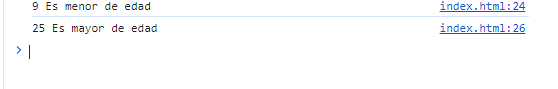 9 Es menor de edad index.html:24
25 Es mayor de edad index.html:26
>